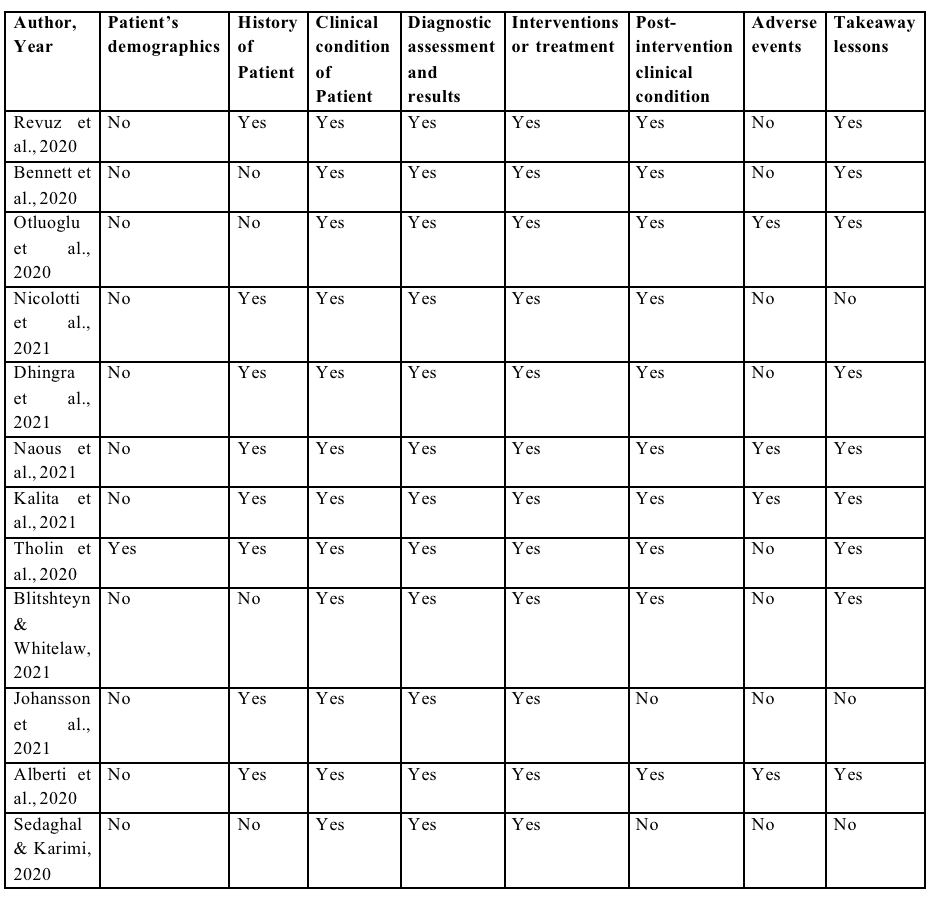 Author, Year | Patient’s demographics | History of Patient | Clinical condition of Patient | Diagnostic assessment and results | Interventions or treatment | Post-intervention clinical condition | Adverse events | Takeaway lessons
Revuz et al., 2020 | No | Yes | Yes | Yes | Yes | Yes | No | Yes
Bennett et al., 2020 | No | No | Yes | Yes | Yes | Yes | No | Yes
Otluoglu et al., 2020 | No | No | Yes | Yes | Yes | Yes | Yes | Yes
Nicolotti et al., 2021 | No | Yes | Yes | Yes | Yes | Yes | No | No
Dhingra et al., 2021 | No | Yes | Yes | Yes | Yes | Yes | No | Yes
Naous et al., 2021 | No | Yes | Yes | Yes | Yes | Yes | Yes | Yes
Kalita et al., 2021 | No | Yes | Yes | Yes | Yes | Yes | Yes | Yes
Tholin et al., 2020 | Yes | Yes | Yes | Yes | Yes | Yes | No | Yes
Blitshteyn & Whitelaw, 2021 | No | No | Yes | Yes | Yes | Yes | No | Yes
Johansson et al., 2021 | No | Yes | Yes | Yes | Yes | No | No | No
Alberti et al., 2020 | No | Yes | Yes | Yes | Yes | Yes | Yes | Yes
Sedaghal & Karimi, 2020 | No | No | Yes | Yes | Yes | No | No | No